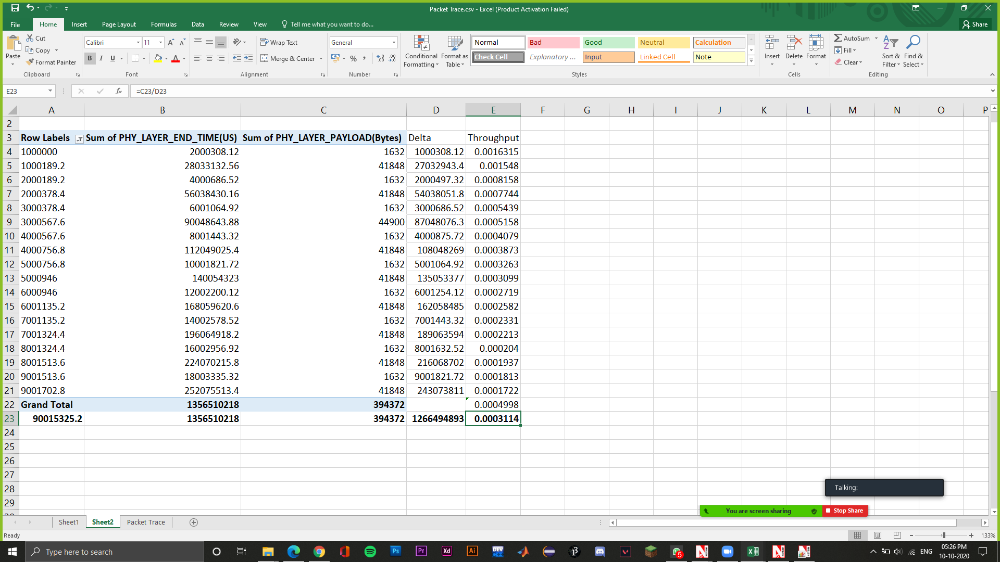 Packet Trace.csv - Excel (Product Activation Failed)
File Home Insert Page Layout Formulas Data Review View Tell me what you want to do... Share
Paste Cut Copy Format Painter
Clipboard
Calibri 11
B I U A
Font
Wrap Text
Merge & Center
Alignment
General
% ,
Number
Conditional Formatting Format as Table
Normal Bad Good Neutral Calculation
Check Cell Explanatory ... Input Linked Cell Note
Styles
Insert Delete Format
Cells
AutoSum Fill Clear Sort & Filter Find & Select
Editing
E23 fx =C23/D23
A B C D E F G H I J K L M N O P
2
3 Row Labels Sum of PHY_LAYER_END_TIME(US) Sum of PHY_LAYER_PAYLOAD(Bytes) Delta Throughput
4 1000000 2000308.12 1632 1000308.12 0.0016315
5 1000189.2 28033132.56 41848 27032943.4 0.001548
6 2000189.2 4000686.52 1632 2000497.32 0.0008158
7 2000378.4 56038430.16 41848 54038051.8 0.0007744
8 3000378.4 6001064.92 1632 3000686.52 0.0005439
9 3000567.6 90048643.88 44900 87048076.3 0.0005158
10 4000567.6 8001443.32 1632 4000875.72 0.0004079
11 4000756.8 112049025.4 41848 108048269 0.0003873
12 5000756.8 10001821.72 1632 5001064.92 0.0003263
13 5000946 140054323 41848 135053377 0.0003099
14 6000946 12002200.12 1632 6001254.12 0.0002719
15 6001135.2 168059620.6 41848 162058485 0.0002582
16 7001135.2 14002578.52 1632 7001443.32 0.0002331
17 7001324.4 196064918.2 41848 189063594 0.0002213
18 8001324.4 16002956.92 1632 8001632.52 0.000204
19 8001513.6 224070215.8 41848 216068702 0.0001937
20 9001513.6 18003335.32 1632 9001821.72 0.0001813
21 9001702.8 252075513.4 41848 243073811 0.0001722
22 Grand Total 1356510218 394372 0.0004998
23 90015325.2 1356510218 394372 1266494893 0.0003114
24
25
26
27
28
29
Talking:
You are screen sharing Stop Share
Sheet1 Sheet2 Packet Trace
Ready 133%
Type here to search
Ps Pr Xd Ai DEV 5
ENG 05:26 PM
10-10-2020